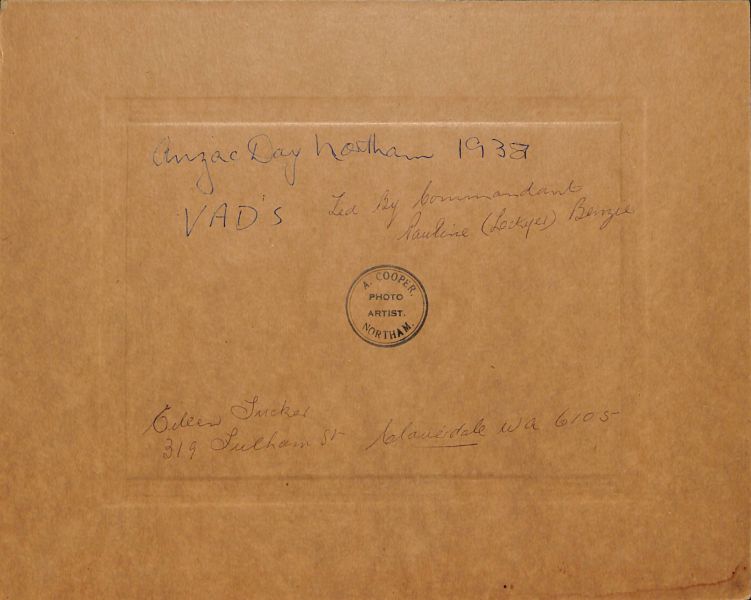 Anzac Day Northam 1937
VAD'S Led By Commandant
Pauline (Lockyer) Benzie
A. COOPER.
PHOTO
ARTIST.
NORTHAM.
Eileen Tucker
319 Fulham St Cloverdale WA 6105